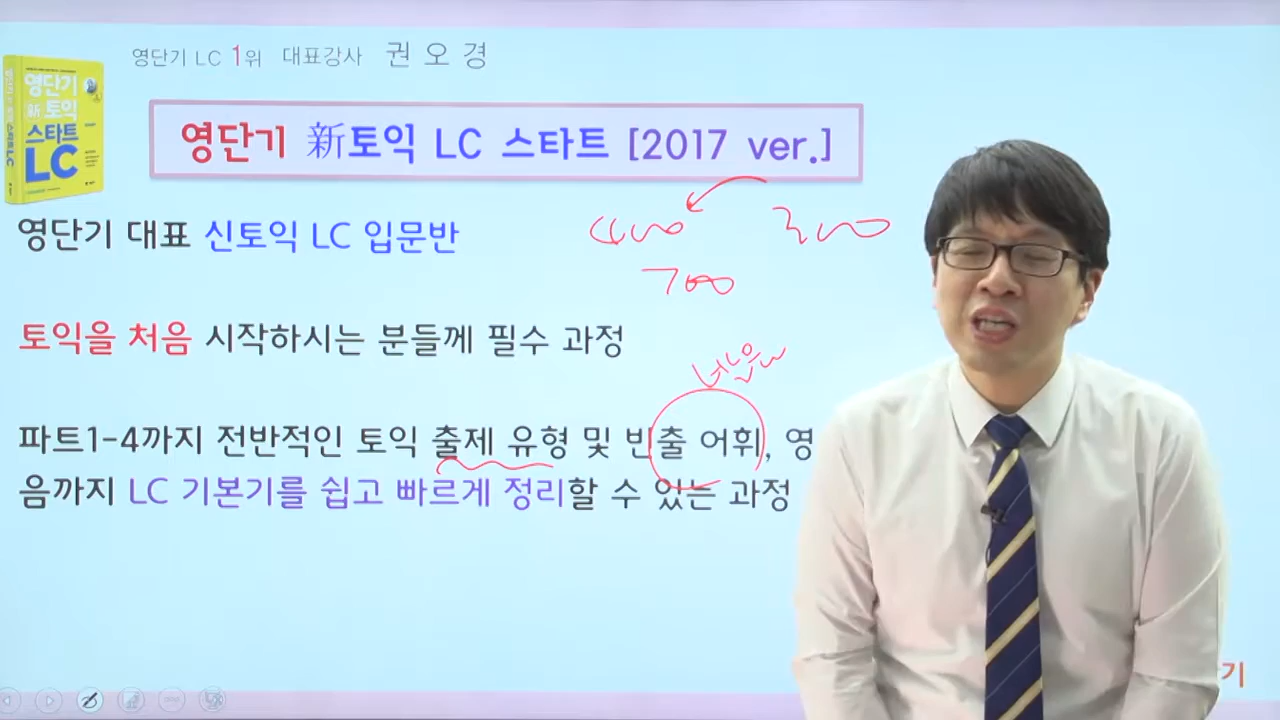 영단기 LC 1위 대표강사 권 오 경
영단기
新 토익
스타트
LC
영단기 新토익 LC 스타트 [2017 ver.]
영단기 대표 신토익 LC 입문반
400
300
700
토익을 처음 시작하시는 분들께 필수 과정
파트1-4까지 전반적인 토익 출제 유형 및 빈출 어휘, 영
음까지 LC 기본기를 쉽고 빠르게 정리할 수 있는 과정
기